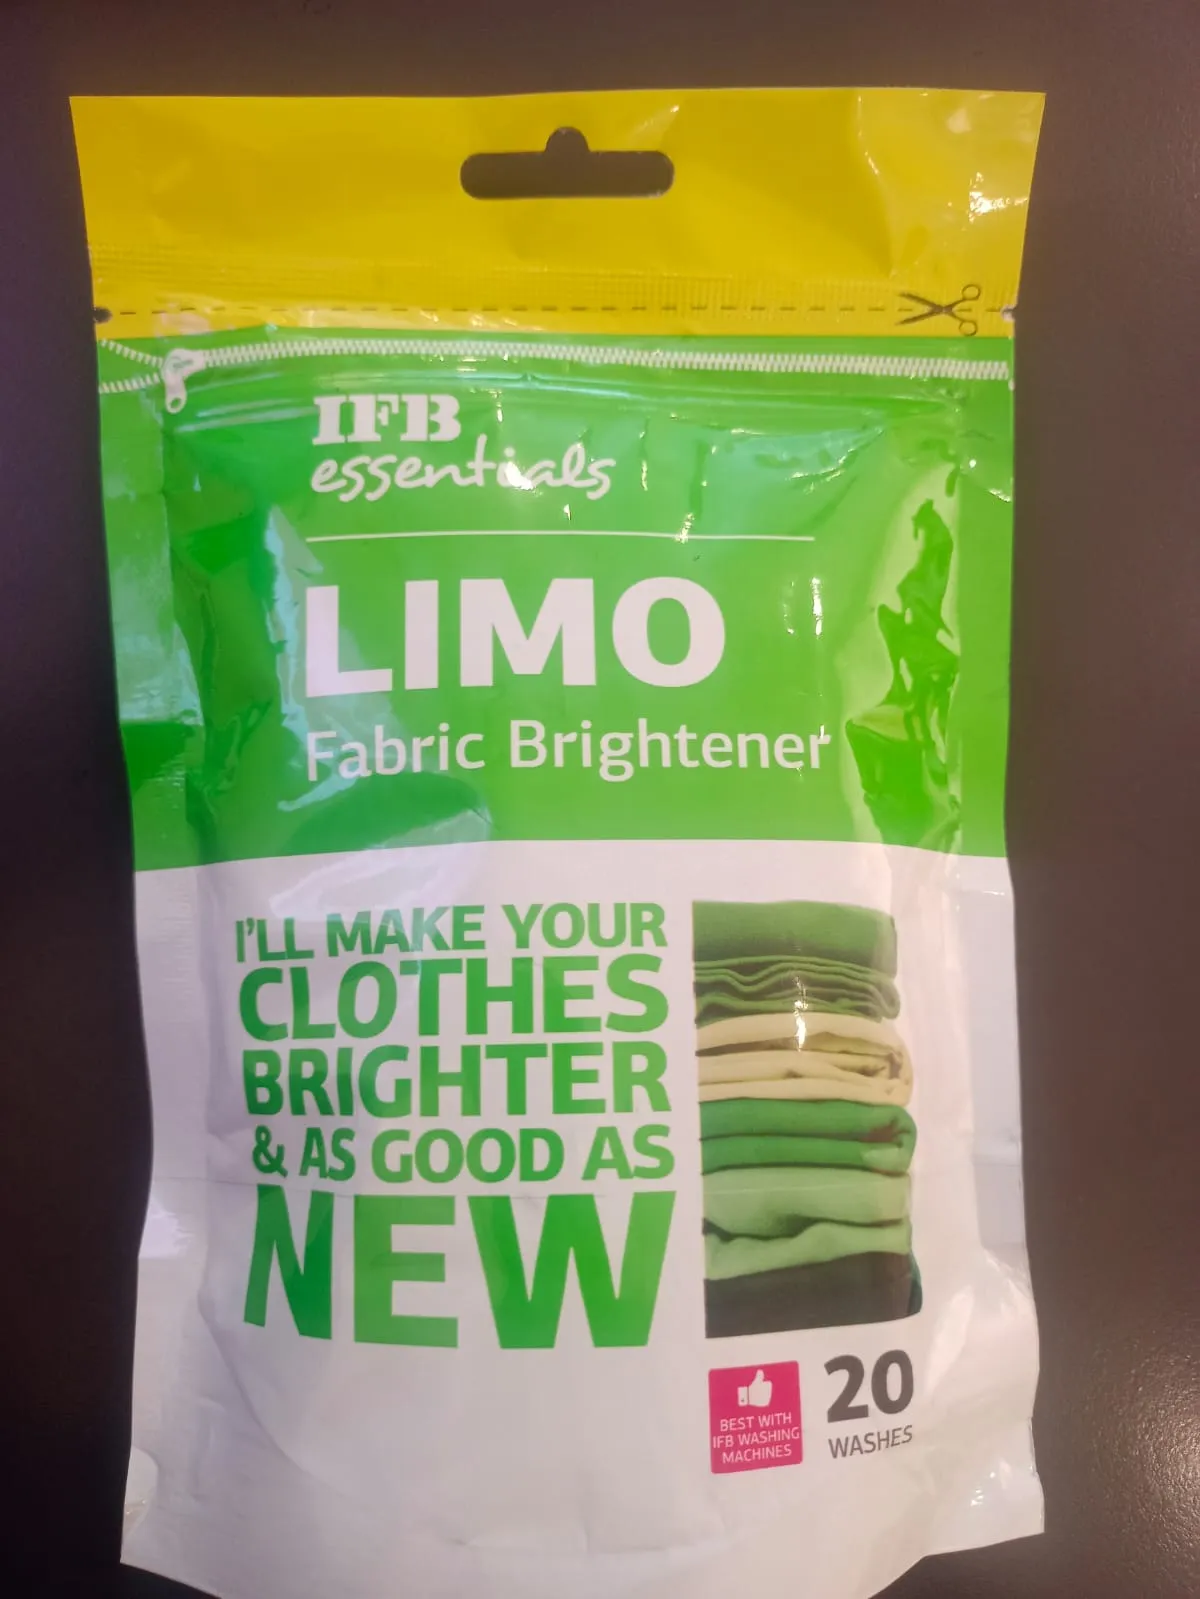 IFB
essentials
LIMO
Fabric Brightener
I'LL MAKE YOUR
CLOTHES
BRIGHTER
& AS GOOD AS
NEW
BEST WITH
IFB WASHING
MACHINES
20
WASHES